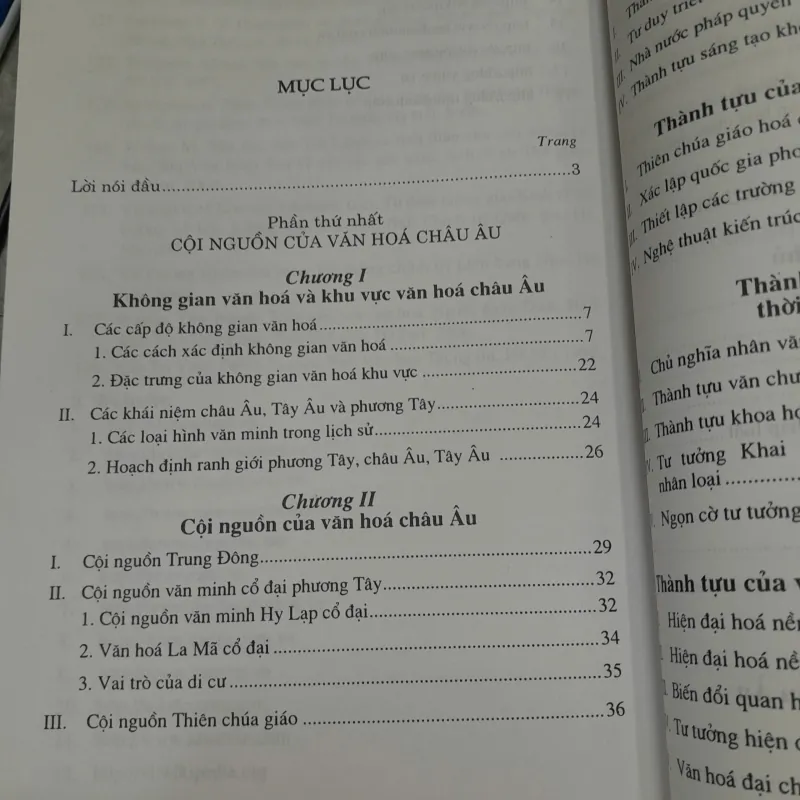 MỤC LỤC
Trang
Lời nói đầu....................................................................................3
Phần thứ nhất
CỘI NGUỒN CỦA VĂN HOÁ CHÂU ÂU
Chương I
Không gian văn hoá và khu vực văn hoá châu Âu
I. Các cấp độ không gian văn hoá..................................................7
1. Các cách xác định không gian văn hoá ....................................7
2. Đặc trưng của không gian văn hoá khu vực ............................22
II. Các khái niệm châu Âu, Tây Âu và phương Tây...........................24
1. Các loại hình văn minh trong lịch sử.......................................24
2. Hoạch định ranh giới phương Tây, châu Âu, Tây Âu ..................26
Chương II
Cội nguồn của văn hoá châu Âu
I. Cội nguồn Trung Đông...............................................................29
II. Cội nguồn văn minh cổ đại phương Tây.......................................32
1. Cội nguồn văn minh Hy Lạp cổ đại..........................................32
2. Văn hoá La Mã cổ đại ............................................................34
3. Vai trò của di cư.....................................................................35
III. Cội nguồn Thiên chúa giáo .......................................................36
II. Tư duy triết
III. Nhà nước pháp quyền
IV. Thành tựu sáng tạo
Thành tựu của
I. Thiên chúa giáo hoá
II. Xác lập quốc gia
III. Thiết lập các trường
IV. Nghệ thuật kiến trúc
thời
Chủ nghĩa nhân
Thành tựu văn
Thành tựu khoa
IV. Tư tưởng Khai
nhân loại ..............
Ngọn cờ tư tưởng
Thành tựu của
Hiện đại hoá
Hiện đại hoá
Biến đổi quan
Tư tưởng hiện
Văn hoá đại